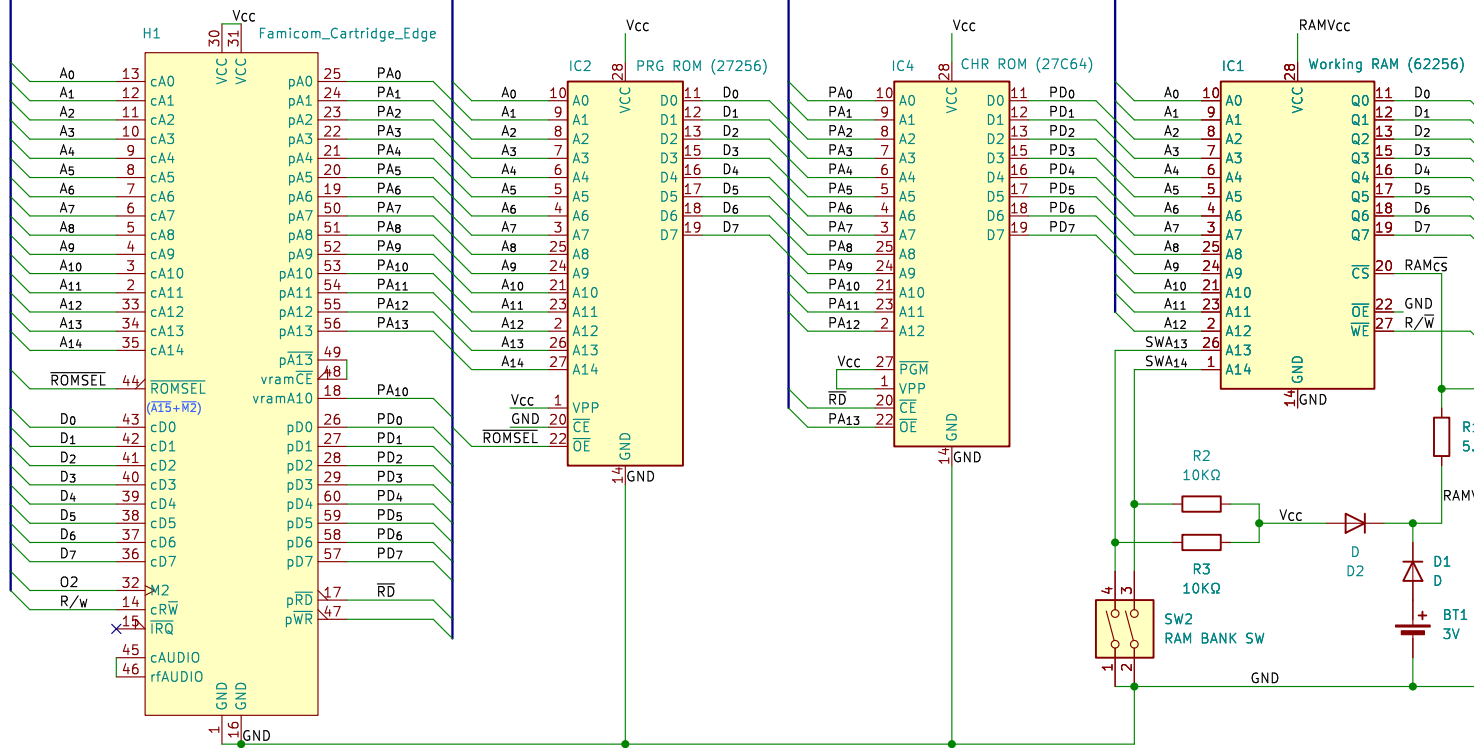 H1
Famicom_Cartridge_Edge
Vcc
30 31
VCC VCC
A0 13 cA0
A1 12 cA1
A2 11 cA2
A3 10 cA3
A4 9 cA4
A5 8 cA5
A6 7 cA6
A7 6 cA7
A8 5 cA8
A9 4 cA9
A10 3 cA10
A11 2 cA11
A12 33 cA12
A13 34 cA13
A14 35 cA14
ROMSEL 44 ROMSEL
(A15+M2)
D0 43 cD0
D1 42 cD1
D2 41 cD2
D3 40 cD3
D4 39 cD4
D5 38 cD5
D6 37 cD6
D7 36 cD7
O2 32 M2
R/W 14 cRW
15 IRQ
45 cAUDIO
46 rfAUDIO
pA0 25 PA0
pA1 24 PA1
pA2 23 PA2
pA3 22 PA3
pA4 21 PA4
pA5 20 PA5
pA6 19 PA6
pA7 50 PA7
pA8 51 PA8
pA9 52 PA9
pA10 53 PA10
pA11 54 PA11
pA12 55 PA12
pA13 56 PA13
pA13 49
vramCE 48
vramA10 18 PA10
pD0 26 PD0
pD1 27 PD1
pD2 28 PD2
pD3 29 PD3
pD4 60 PD4
pD5 59 PD5
pD6 58 PD6
pD7 57 PD7
pRD 17 RD
pWR 47
GND GND
1 16 GND
Vcc
IC2
PRG ROM (27256)
28
VCC
A0 10 A0
A1 9 A1
A2 8 A2
A3 7 A3
A4 6 A4
A5 5 A5
A6 4 A6
A7 3 A7
A8 25 A8
A9 24 A9
A10 21 A10
A11 23 A11
A12 2 A12
A13 26 A13
A14 27 A14
Vcc 1 VPP
GND 20 CE
ROMSEL 22 OE
D0 11 D0
D1 12 D1
D2 13 D2
D3 15 D3
D4 16 D4
D5 17 D5
D6 18 D6
D7 19 D7
GND
14 GND
Vcc
IC4
CHR ROM (27C64)
28
VCC
PA0 10 A0
PA1 9 A1
PA2 8 A2
PA3 7 A3
PA4 6 A4
PA5 5 A5
PA6 4 A6
PA7 3 A7
PA8 25 A8
PA9 24 A9
PA10 21 A10
PA11 23 A11
PA12 2 A12
Vcc 27 PGM
1 VPP
RD 20 CE
PA13 22 OE
D0 11 PD0
D1 12 PD1
D2 13 PD2
D3 15 PD3
D4 16 PD4
D5 17 PD5
D6 18 PD6
D7 19 PD7
GND
14 GND
RAMVcc
IC1
Working RAM (62256)
28
VCC
A0 10 A0
A1 9 A1
A2 8 A2
A3 7 A3
A4 6 A4
A5 5 A5
A6 4 A6
A7 3 A7
A8 25 A8
A9 24 A9
A10 21 A10
A11 23 A11
A12 2 A12
SWA13 26 A13
SWA14 1 A14
Q0 11 D0
Q1 12 D1
Q2 13 D2
Q3 15 D3
Q4 16 D4
Q5 17 D5
Q6 18 D6
Q7 19 D7
CS 20 RAMCS
OE 22 GND
WE 27 R/W
GND
14 GND
R2
10KΩ
R3
10KΩ
Vcc
D
D2
D1
D
BT1
3V
+
4 3
SW2
RAM BANK SW
1 2
GND